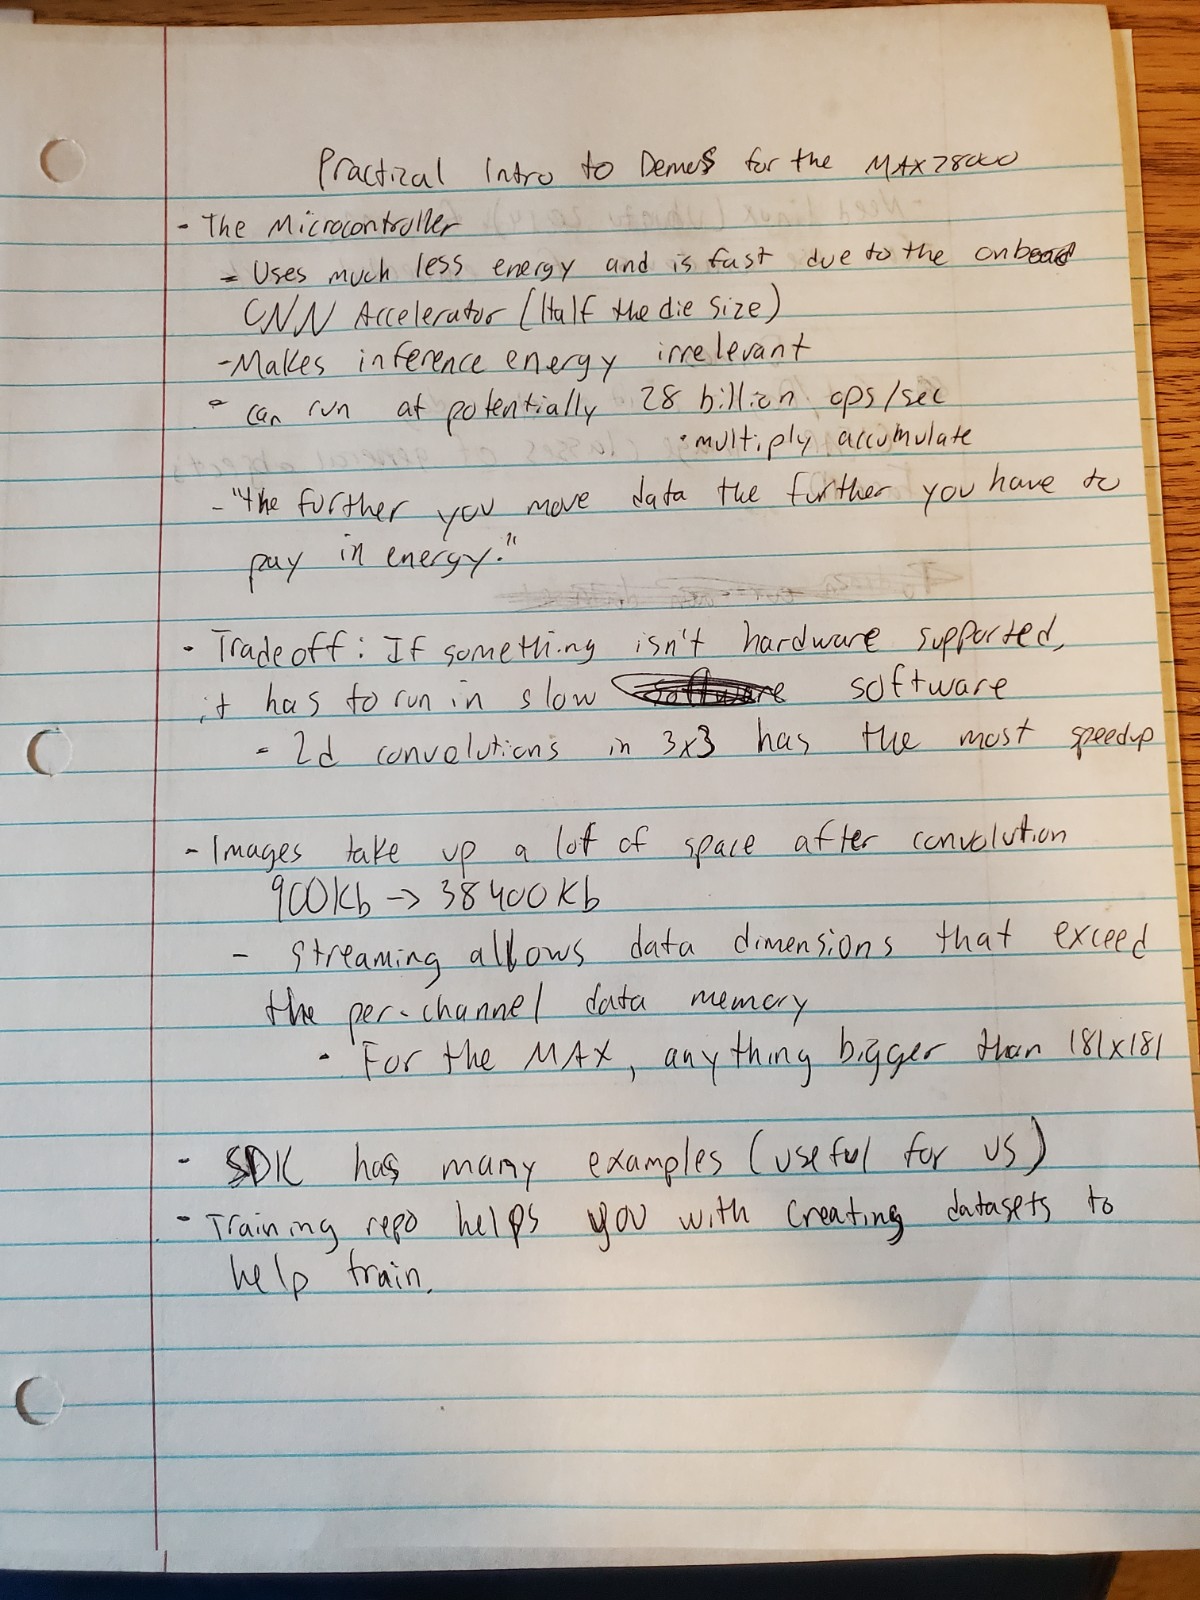 Practical Intro to Demos for the MAX78000
- The Microcontroller
- Uses much less energy and is fast due to the onboard
CNN Accelerator (Half the die size)
- Makes inference energy irrelevant
- can run at potentially 28 billion ops/sec
· multiply accumulate
- "the further you move data the further you have to
pay in energy."
- Tradeoff: If something isn't hardware supported,
it has to run in slow software
- 2d convolutions in 3x3 has the most speedup
- Images take up a lot of space after convolution
900Kb -> 38400Kb
- streaming allows data dimensions that exceed
the per-channel data memory
· For the MAX, anything bigger than 181x181
- SDK has many examples (useful for us)
- Training repo helps you with creating datasets to
help train.